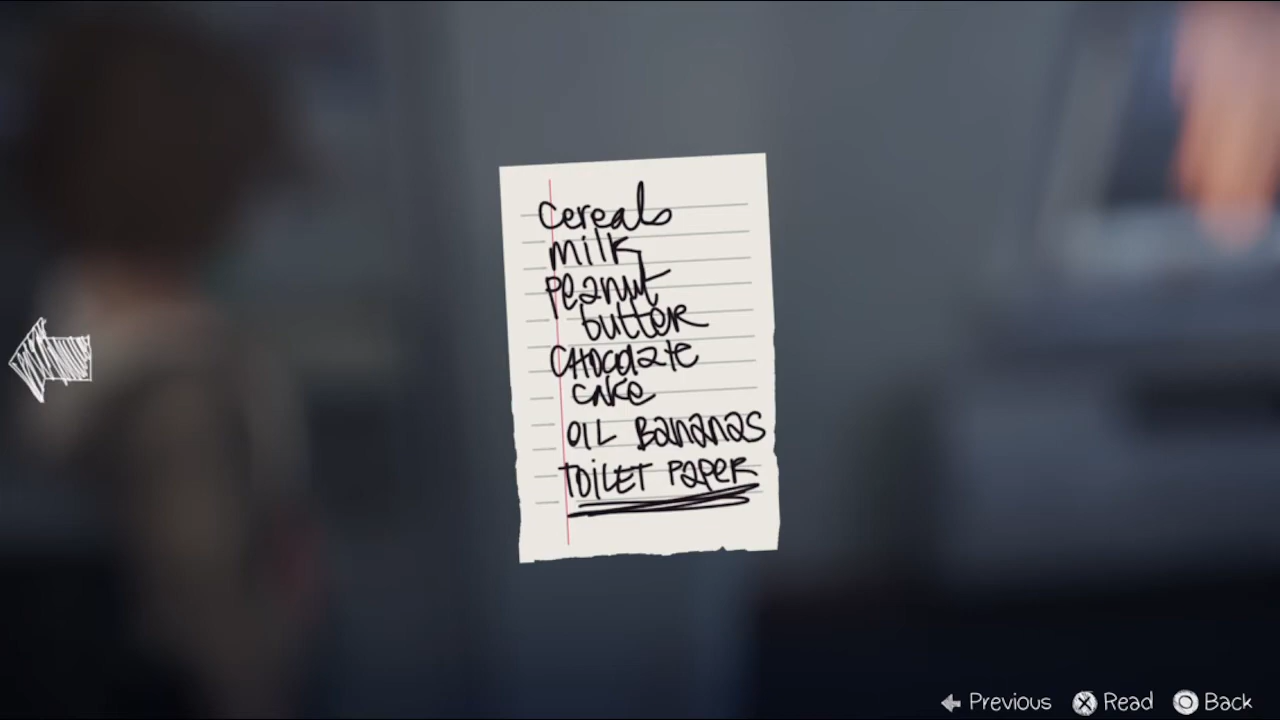 Cereals
milk
peanut
butter
CHocolate
cake
OIL Bananas
TOILET PAPER
Previous Read Back